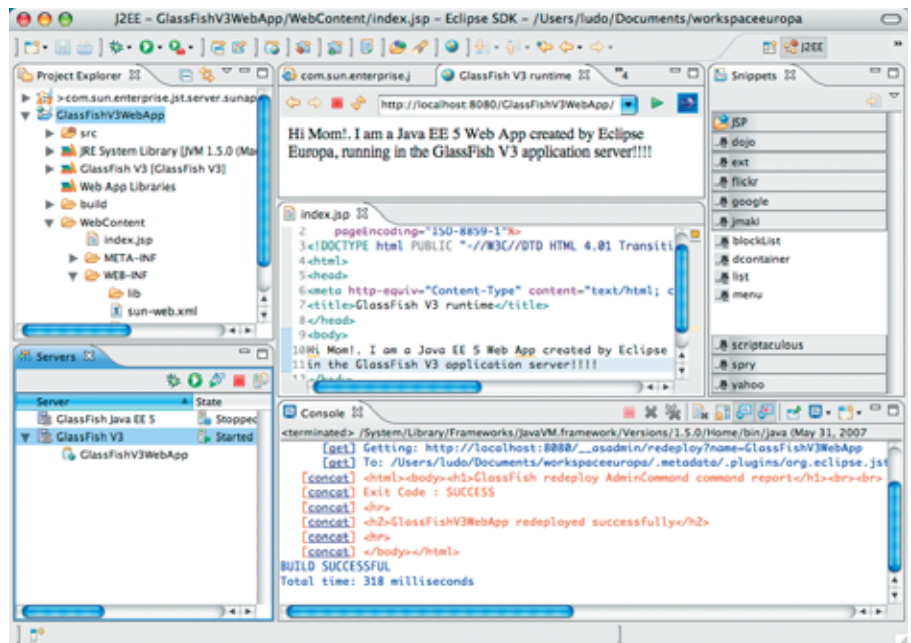 J2EE - GlassFishV3WebApp/WebContent/index.jsp - Eclipse SDK - /Users/ludo/Documents/workspaceeuropa
J2EE
Project Explorer
>com.sun.enterprise.jst.server.sunap
GlassFishV3WebApp
src
JRE System Library [JVM 1.5.0 (Ma
GlassFish V3 [GlassFish V3]
Web App Libraries
build
WebContent
index.jsp
META-INF
WEB-INF
lib
sun-web.xml
com.sun.enterprise.j
GlassFish V3 runtime
4
http://localhost:8080/GlassFishV3WebApp/
Hi Mom!. I am a Java EE 5 Web App created by Eclipse
Europa, running in the GlassFish V3 application server!!!!
index.jsp
2 pageEncoding="ISO-8859-1"%>
3 <!DOCTYPE html PUBLIC "-//W3C//DTD HTML 4.01 Transiti
4 <html>
5 <head>
6 <meta http-equiv="Content-Type" content="text/html; c
7 <title>GlassFish V3 runtime</title>
8 </head>
9 <body>
10 Hi Mom!. I am a Java EE 5 Web App created by Eclipse
11 in the GlassFish V3 application server!!!!
Snippets
JSP
dojo
ext
flickr
google
jmaki
blockList
dcontainer
list
menu
scriptaculous
spry
yahoo
Servers
Server State
GlassFish Java EE 5 Stopped
GlassFish V3 Started
GlassFishV3WebApp
Console
<terminated> /System/Library/Frameworks/JavaVM.framework/Versions/1.5.0/Home/bin/java (May 31, 2007
[get] Getting: http://localhost:8080/__asadmin/redeploy?name=GlassFishV3WebApp
[get] To: /Users/ludo/Documents/workspaceeuropa/.metadata/.plugins/org.eclipse.jst
[concat] <html><body><h1>GlassFish redeploy AdminCommand command report</h1><br><br>
[concat] Exit Code : SUCCESS
[concat] <hr>
[concat] <h2>GlassFishV3WebApp redeployed successfully</h2>
[concat] <hr>
[concat] </body></html>
BUILD SUCCESSFUL
Total time: 318 milliseconds